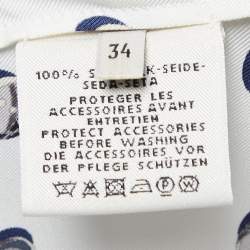 34
100% S K-SEIDE-
SEDA-SETA
PROTEGER LES
ACCESSOIRES AVANT
ENTRETIEN
PROTECT ACCESSORIES
BEFORE WASHING
DIE ACCESSOIRES VOR
DER PFLEGE SCHÜTZEN